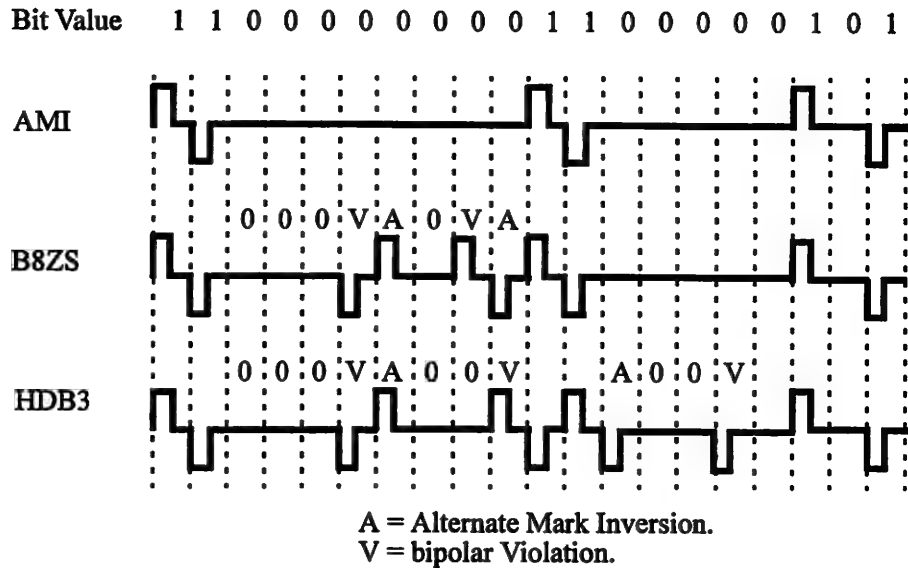 Bit Value 1 1 0 0 0 0 0 0 0 0 1 1 0 0 0 0 0 1 0 1
AMI
0 0 0 V A 0 V A
B8ZS
0 0 0 V A 0 0 V A 0 0 V
HDB3
A = Alternate Mark Inversion.
V = bipolar Violation.